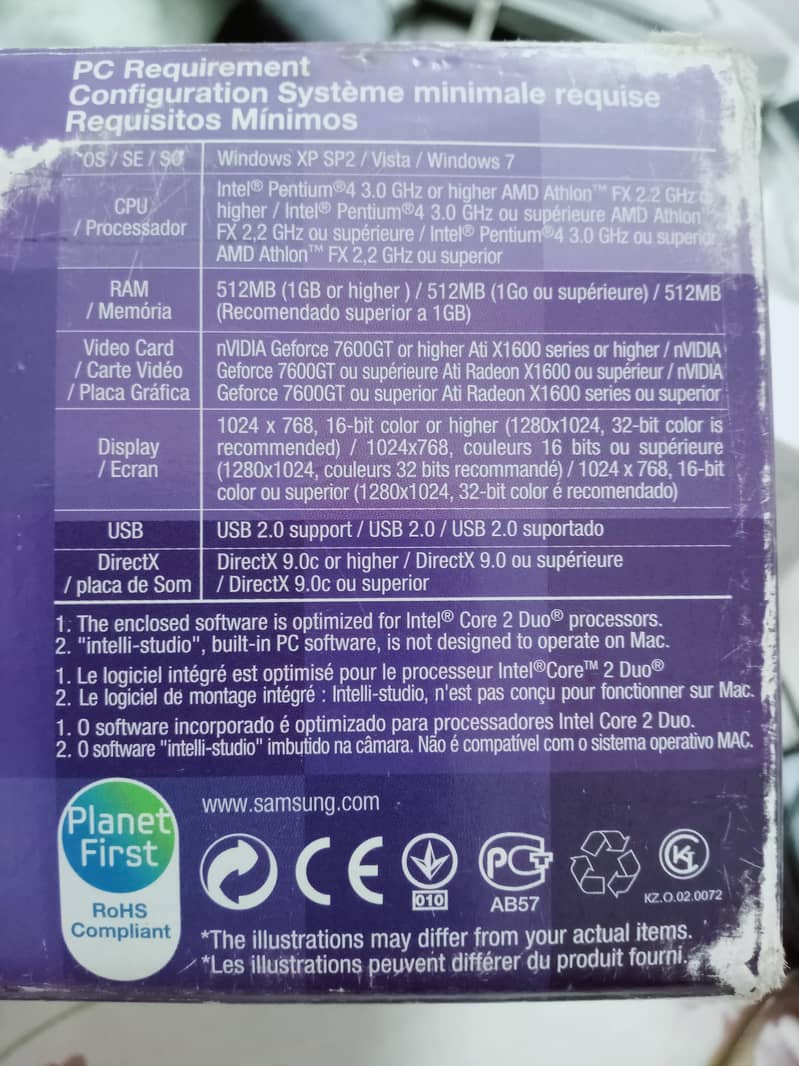 PC Requirement
Configuration Système minimale requise
Requisitos Mínimos
OS / SE / SO
Windows XP SP2 / Vista / Windows 7
CPU
/ Processador
Intel® Pentium®4 3.0 GHz or higher AMD Athlon™ FX 2.2 GHz
higher / Intel® Pentium®4 3.0 GHz ou supérieure AMD Athlon™
FX 2,2 GHz ou supérieure / Intel® Pentium®4 3.0 GHz ou superior
AMD Athlon™ FX 2,2 GHz ou superior
RAM
/ Memória
512MB (1GB or higher ) / 512MB (1Go ou supérieure) / 512MB
(Recomendado superior a 1GB)
Video Card
/ Carte Vidéo
/ Placa Gráfica
nVIDIA Geforce 7600GT or higher Ati X1600 series or higher / nVIDIA
Geforce 7600GT ou supérieure Ati Radeon X1600 ou supérieur / nVIDIA
Geforce 7600GT ou superior Ati Radeon X1600 series ou superior
Display
/ Ecran
1024 x 768, 16-bit color or higher (1280x1024, 32-bit color is
recommended) / 1024x768, couleurs 16 bits ou supérieure
(1280x1024, couleurs 32 bits recommandé) / 1024 x 768, 16-bit
color ou superior (1280x1024, 32-bit color é recomendado)
USB
USB 2.0 support / USB 2.0 / USB 2.0 suportado
DirectX
/ placa de Som
DirectX 9.0c or higher / DirectX 9.0 ou supérieure
/ DirectX 9.0c ou superior
1. The enclosed software is optimized for Intel® Core 2 Duo® processors.
2. "intelli-studio", built-in PC software, is not designed to operate on Mac.
1. Le logiciel intégré est optimisé pour le processeur Intel®Core™ 2 Duo®
2. Le logiciel de montage intégré : Intelli-studio, n'est pas conçu pour fonctionner sur Mac.
1. O software incorporado é optimizado para processadores Intel Core 2 Duo.
2. O software "intelli-studio" imbutido na câmara. Não é compatível com o sistema operativo MAC.
Planet
First
RoHS
Compliant
www.samsung.com
CE
010
PCT
AB57
K
KZ.O.02.0072
*The illustrations may differ from your actual items.
*Les illustrations peuvent différer du produit fourni.